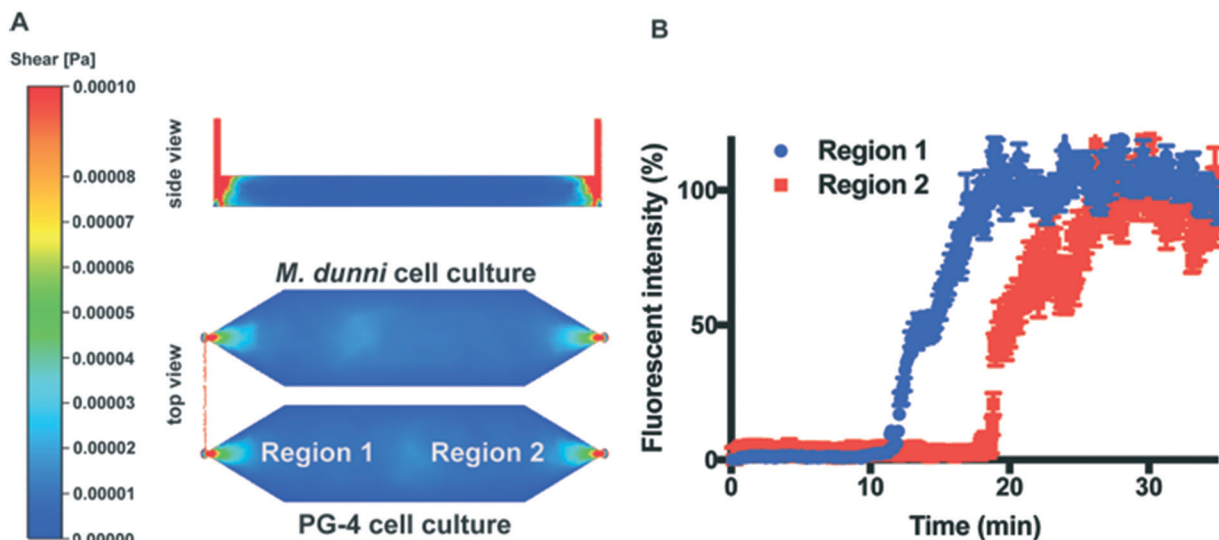 A
Shear [Pa]
0.00010
0.00008
0.00007
0.00006
0.00005
0.00004
0.00003
0.00002
0.00001
0.00000
side view
top view
M. dunni cell culture
Region 1 Region 2
PG-4 cell culture
B
Fluorescent intensity (%)
Region 1
Region 2
100
50
0
0 10 20 30
Time (min)